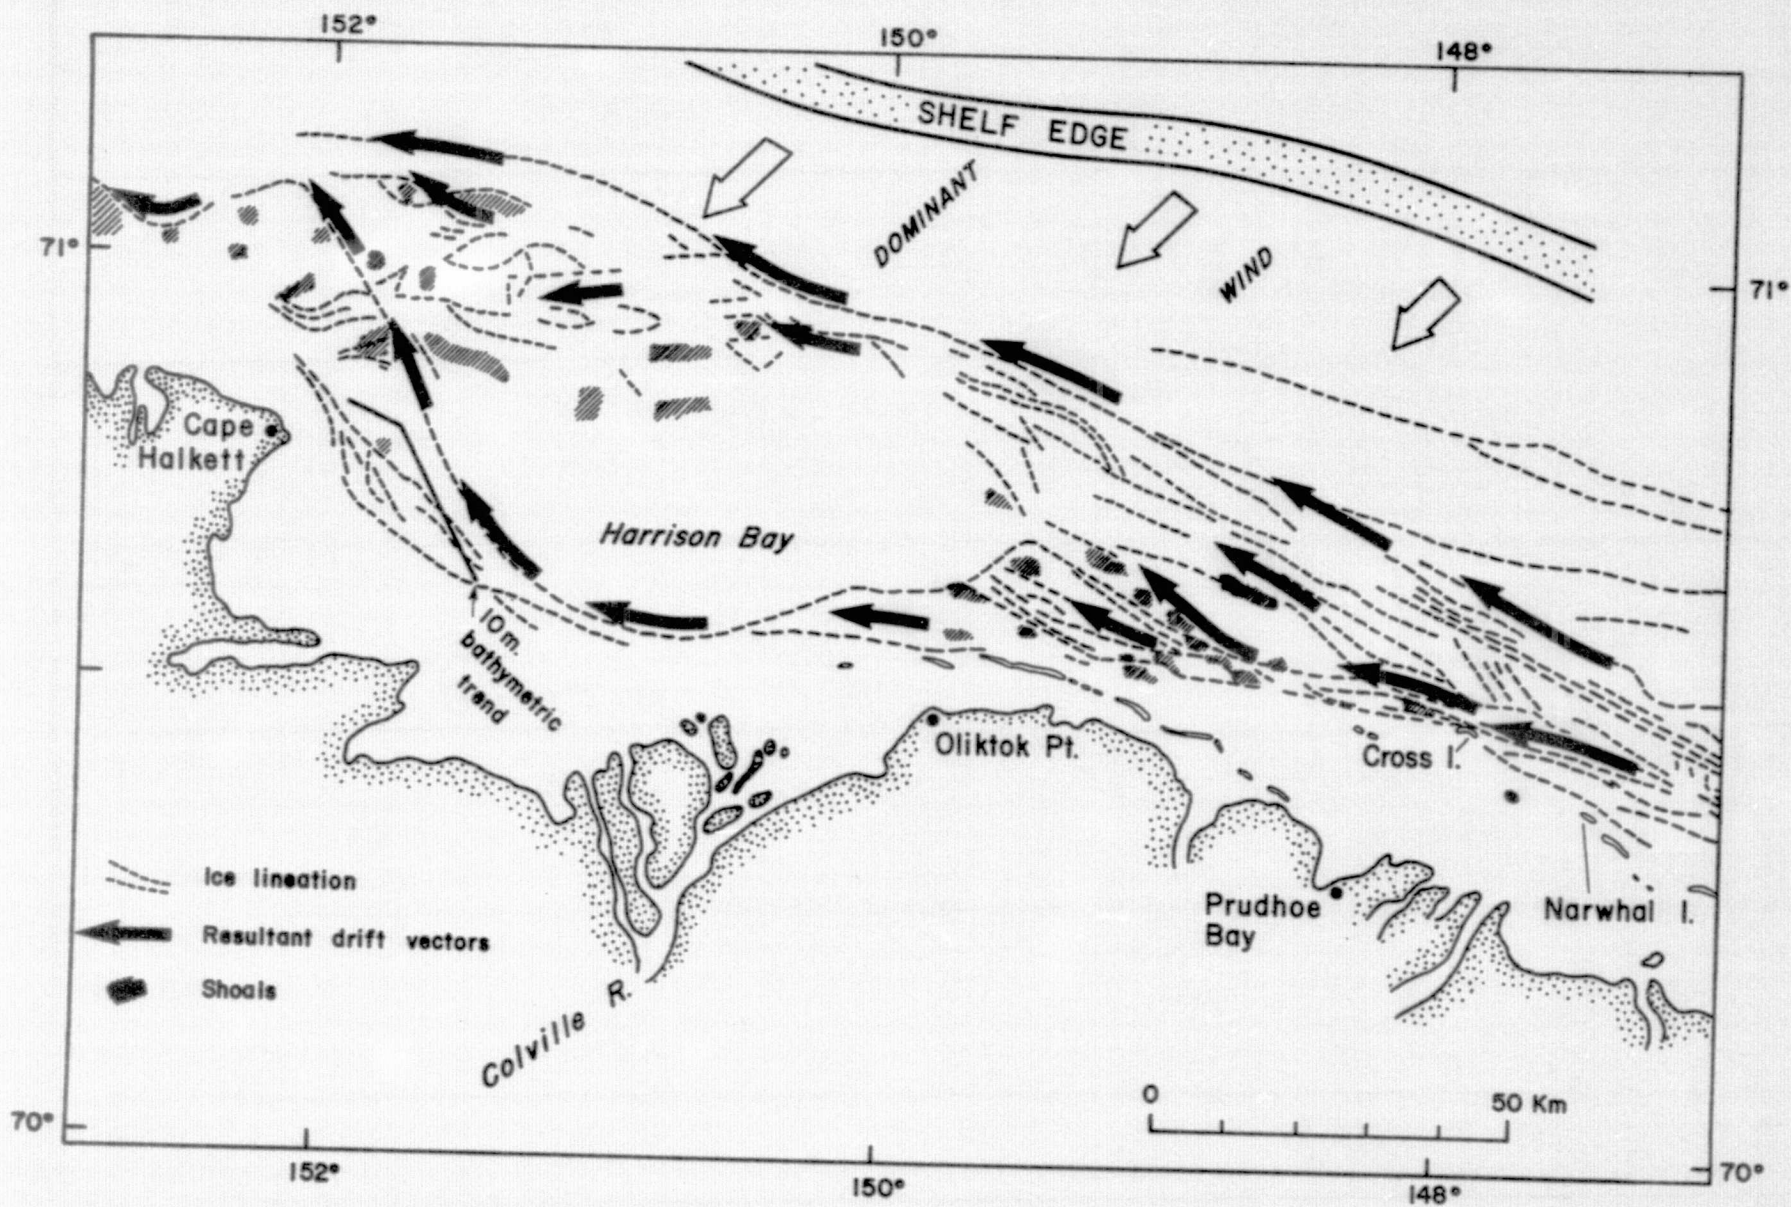 152°
150°
148°
SHELF EDGE
DOMINANT
WIND
71°
71°
Cape
Halkett
Harrison Bay
10 m.
bathymetric
trend
Oliktok Pt.
Cross I.
Ice lineation
Resultant drift vectors
Shoals
Prudhoe
Bay
Narwhal I.
Colville R.
0
50 Km
70°
70°
152°
150°
148°